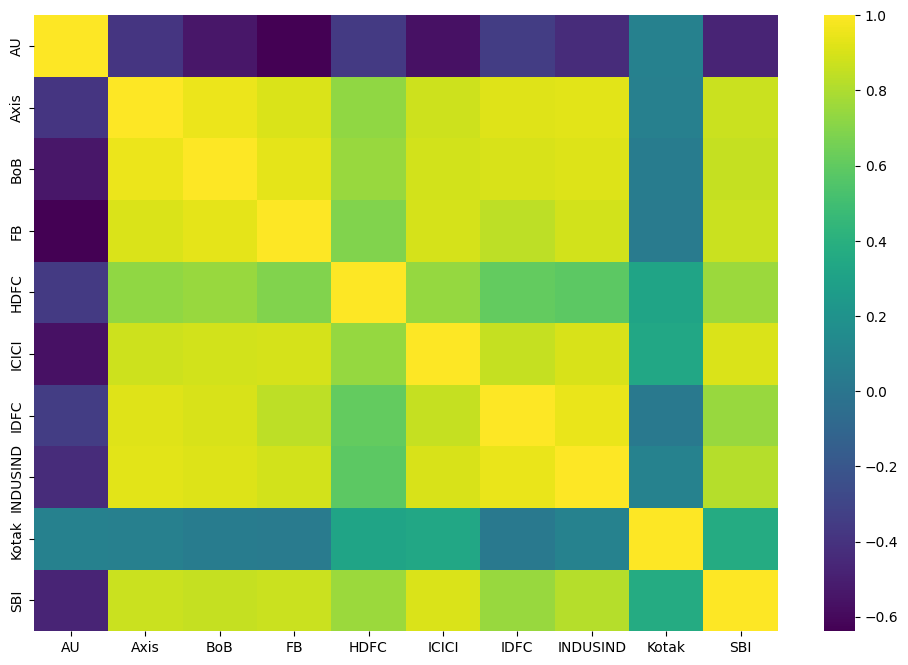 AU
Axis
BoB
FB
HDFC
ICICI
IDFC
INDUSIND
Kotak
SBI
AU Axis BoB FB HDFC ICICI IDFC INDUSIND Kotak SBI
1.0
0.8
0.6
0.4
0.2
0.0
−0.2
−0.4
−0.6